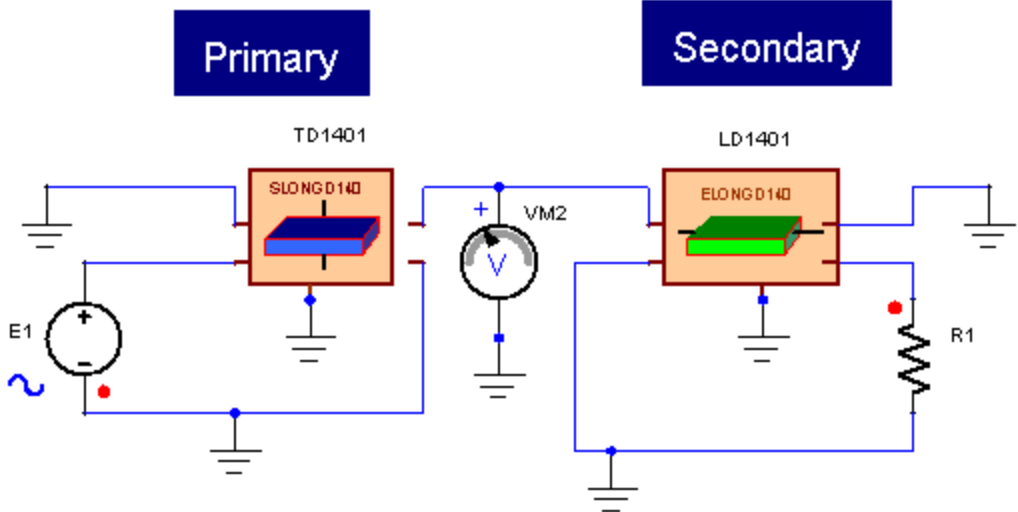 Primary
Secondary
TD1401
LD1401
SLONGD140
ELONGD140
+
VM2
V
E1
+
−
R1